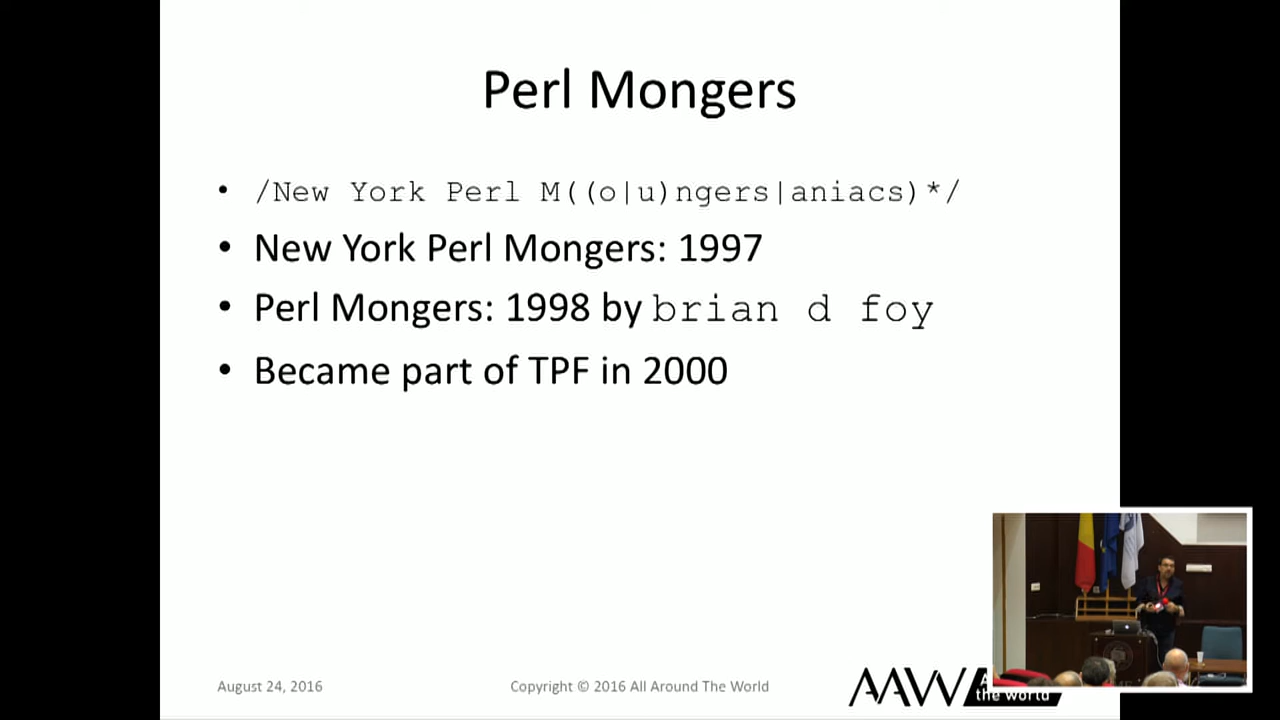 Perl Mongers
• /New York Perl M((o|u)ngers|aniacs)*/
• New York Perl Mongers: 1997
• Perl Mongers: 1998 by brian d foy
• Became part of TPF in 2000
August 24, 2016
Copyright © 2016 All Around The World
AAW
the world